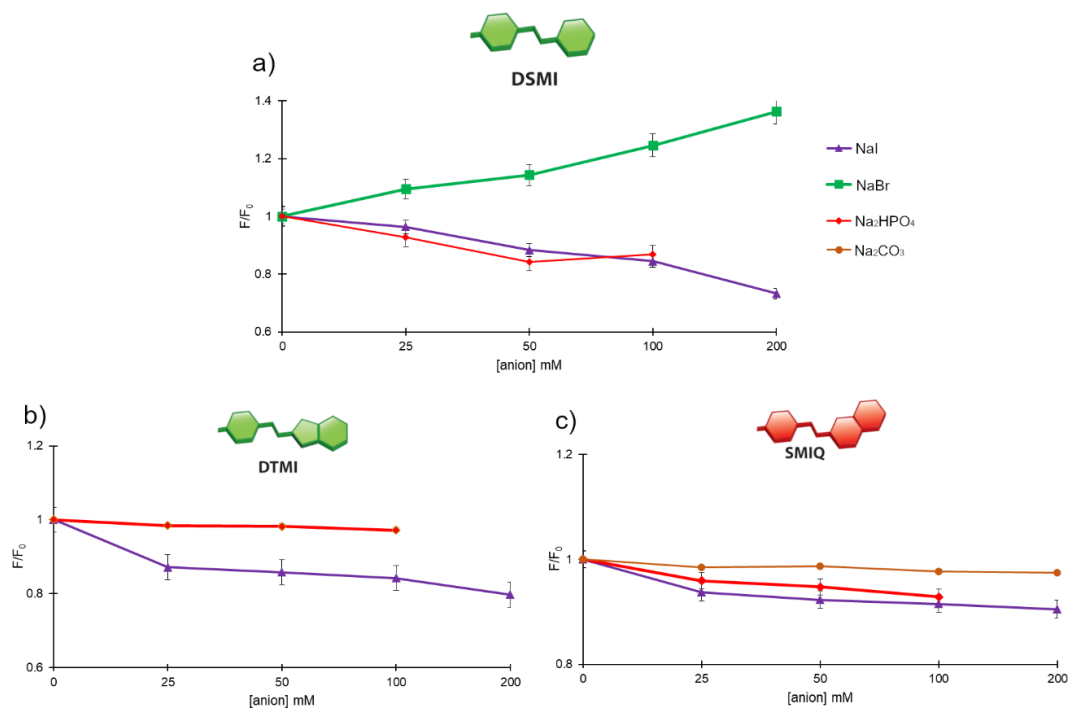 a)
DSMI
1.4
1.2
1
0.8
0.6
F/F₀
0 25 50 100 200
[anion] mM
NaI
NaBr
Na₂HPO₄
Na₂CO₃
b)
DTMI
1.2
1
0.8
0.6
F/F₀
0 25 50 100 200
[anion] mM
c)
SMIQ
1.2
1
0.8
F/F₀
0 25 50 100 200
[anion] mM